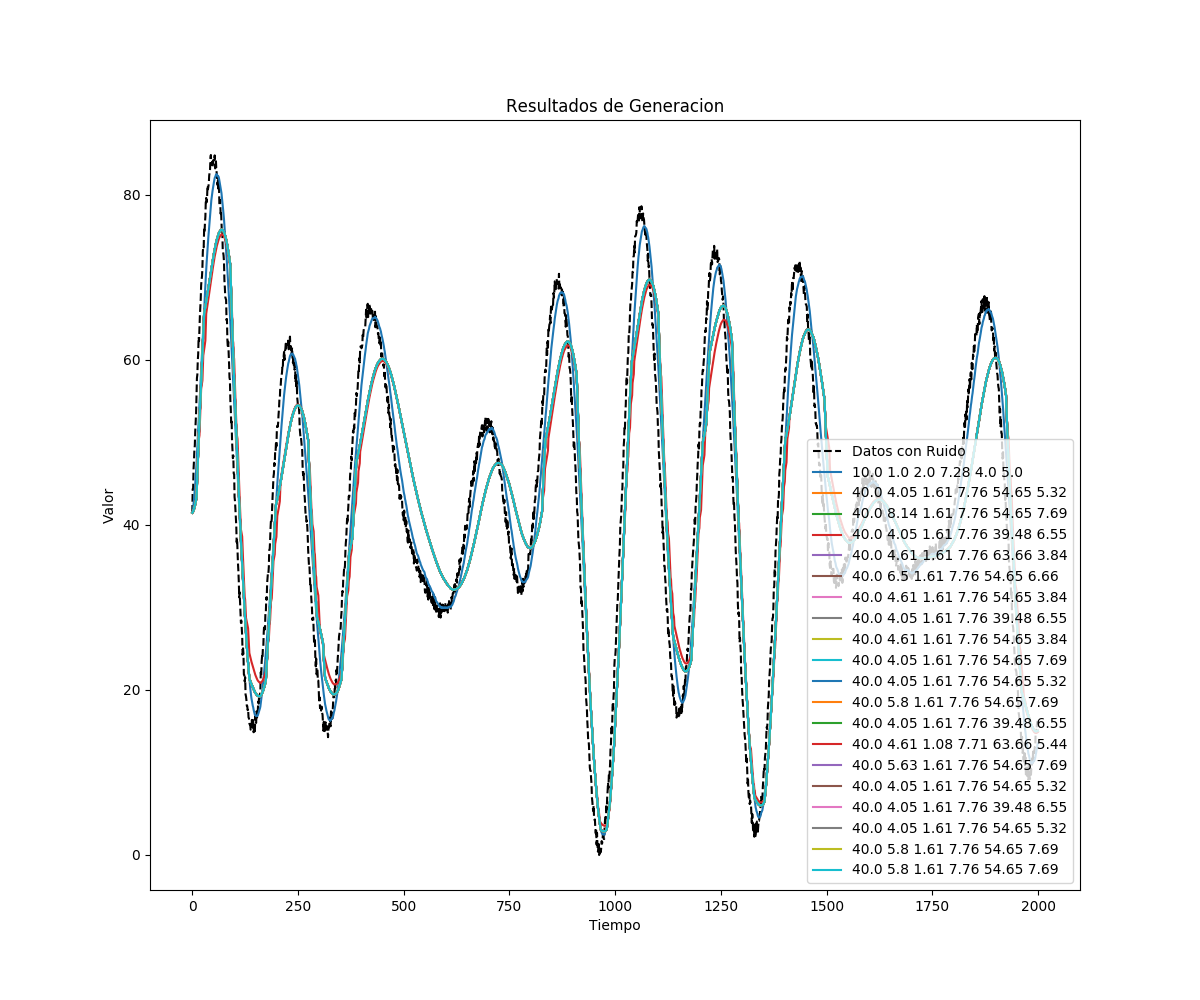 Resultados de Generacion
80
60
40
20
0
Valor
0 250 500 750 1000 1250 1500 1750 2000
Tiempo
Datos con Ruido
10.0 1.0 2.0 7.28 4.0 5.0
40.0 4.05 1.61 7.76 54.65 5.32
40.0 8.14 1.61 7.76 54.65 7.69
40.0 4.05 1.61 7.76 39.48 6.55
40.0 4.61 1.61 7.76 63.66 3.84
40.0 6.5 1.61 7.76 54.65 6.66
40.0 4.61 1.61 7.76 54.65 3.84
40.0 4.05 1.61 7.76 39.48 6.55
40.0 4.61 1.61 7.76 54.65 3.84
40.0 4.05 1.61 7.76 54.65 7.69
40.0 4.05 1.61 7.76 54.65 5.32
40.0 5.8 1.61 7.76 54.65 7.69
40.0 4.05 1.61 7.76 39.48 6.55
40.0 4.61 1.08 7.71 63.66 5.44
40.0 5.63 1.61 7.76 54.65 7.69
40.0 4.05 1.61 7.76 54.65 5.32
40.0 4.05 1.61 7.76 39.48 6.55
40.0 4.05 1.61 7.76 54.65 5.32
40.0 5.8 1.61 7.76 54.65 7.69
40.0 5.8 1.61 7.76 54.65 7.69